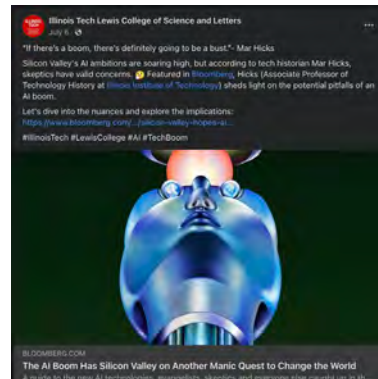 Illinois Tech Lewis College of Science and Letters
July 6 ·
"If there's a boom, there's definitely going to be a bust."- Mar Hicks
Silicon Valley's AI ambitions are soaring high, but according to tech historian Mar Hicks,
skeptics have valid concerns. 🤔 Featured in Bloomberg, Hicks (Associate Professor of
Technology History at Illinois Institute of Technology) sheds light on the potential pitfalls of an
AI boom.
Let's dive into the nuances and explore the implications:
https://www.bloomberg.com/.../silicon-valley-hopes-ai...
#IllinoisTech #LewisCollege #AI #TechBoom
BLOOMBERG.COM
The AI Boom Has Silicon Valley on Another Manic Quest to Change the World
A guide to the new AI technologies, evangelists, skeptics and everyone else caught up in